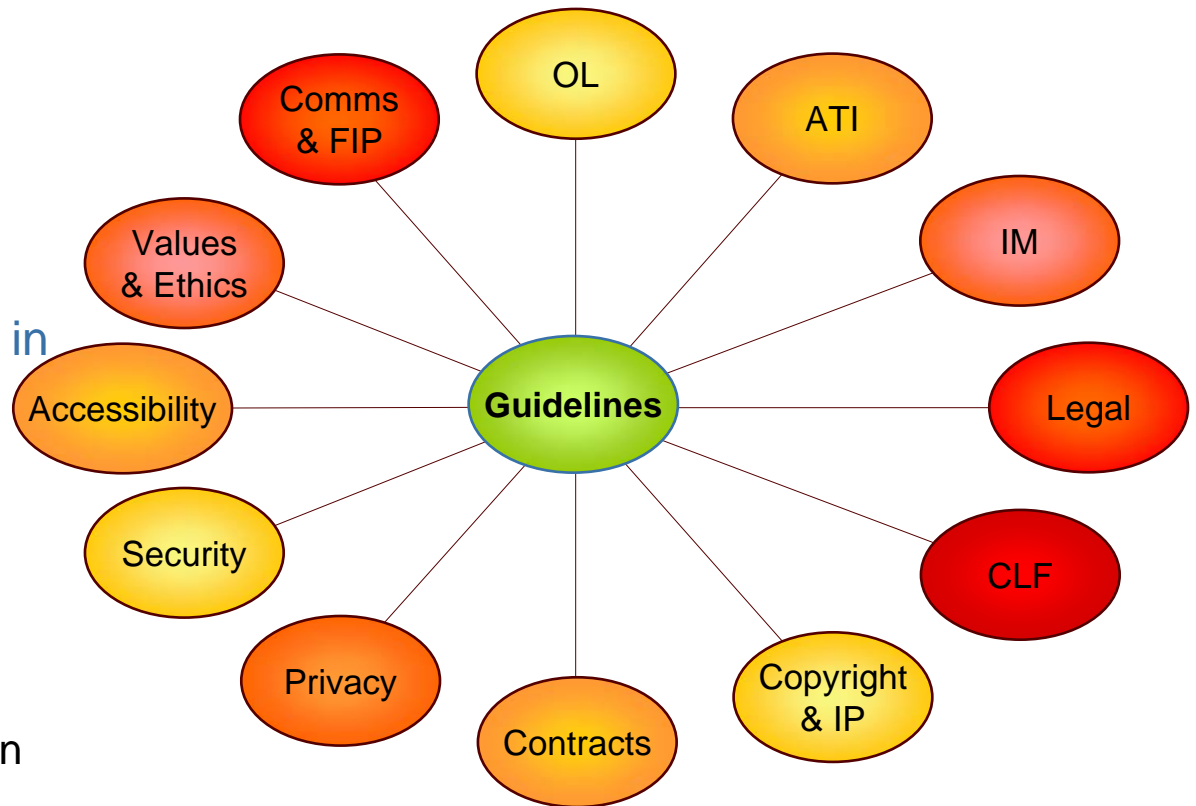 OL
Comms
& FIP
ATI
Values
& Ethics
IM
in
Accessibility
Guidelines
Legal
Security
CLF
Privacy
Copyright
& IP
Contracts
n